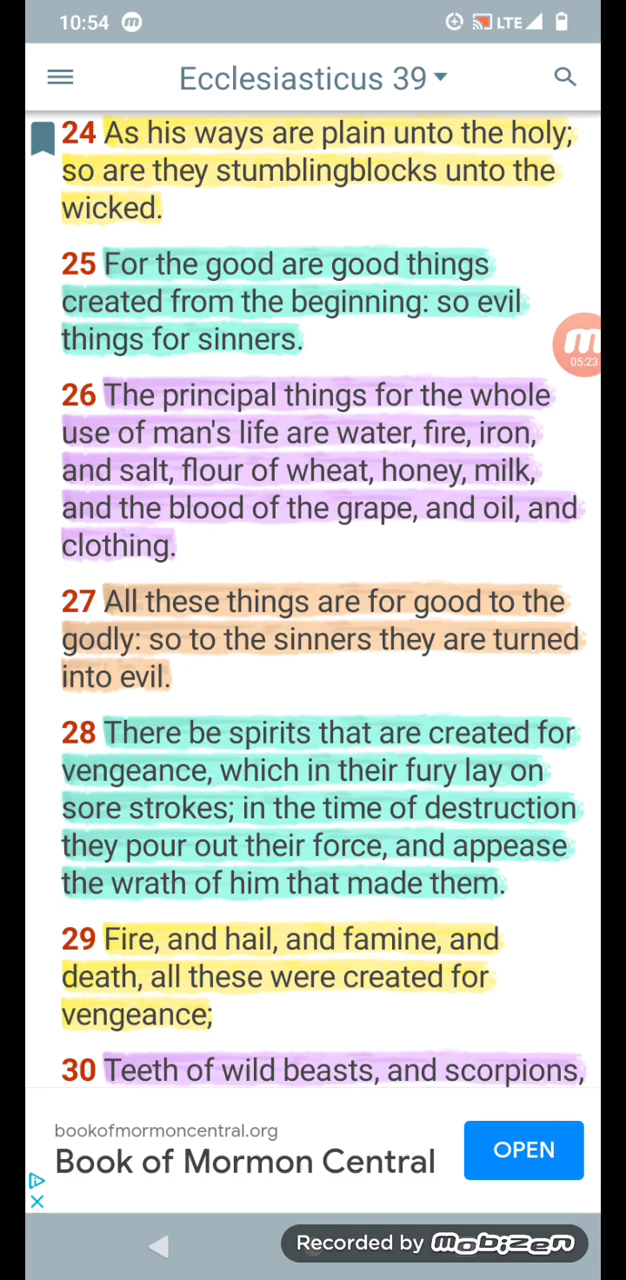 10:54 m LTE
Ecclesiasticus 39
24 As his ways are plain unto the holy;
so are they stumblingblocks unto the
wicked.
25 For the good are good things
created from the beginning: so evil
things for sinners.
m
05:23
26 The principal things for the whole
use of man's life are water, fire, iron,
and salt, flour of wheat, honey, milk,
and the blood of the grape, and oil, and
clothing.
27 All these things are for good to the
godly: so to the sinners they are turned
into evil.
28 There be spirits that are created for
vengeance, which in their fury lay on
sore strokes; in the time of destruction
they pour out their force, and appease
the wrath of him that made them.
29 Fire, and hail, and famine, and
death, all these were created for
vengeance;
30 Teeth of wild beasts, and scorpions,
bookofmormoncentral.org
Book of Mormon Central
OPEN
Recorded by mobizen